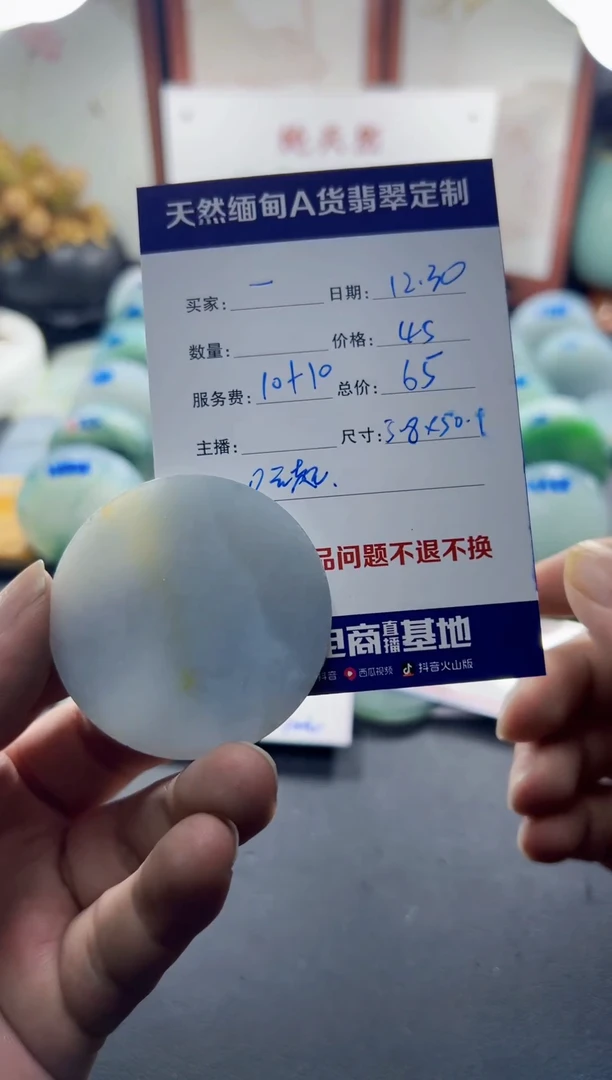 天然缅甸A货翡翠定制
买家: 一 日期: 12.30
数量: 价格: 45
服务费: 10+10 总价: 65
主播: 尺寸: 3.8×50.1
品问题不退不换
电商直播基地
抖音 西瓜视频 抖音火山版